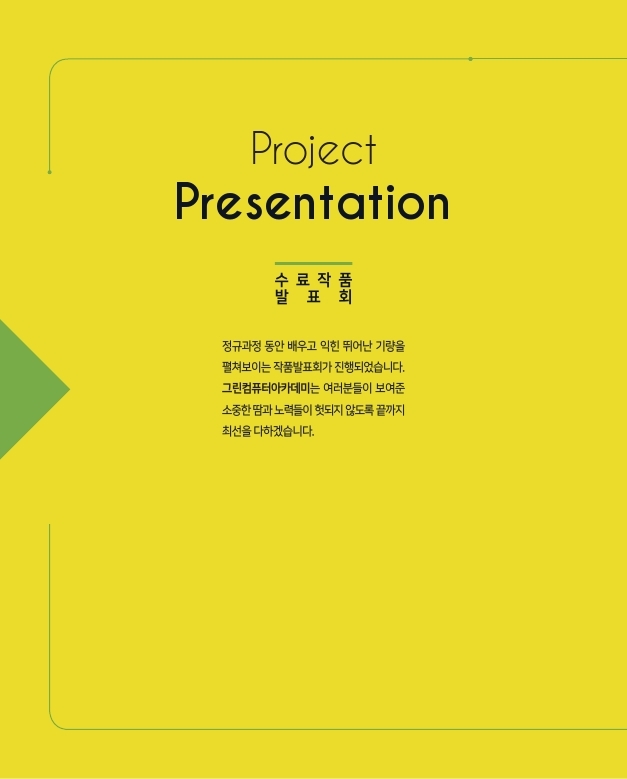 Project
Presentation
수료작품
발표회
정규과정 동안 배우고 익힌 뛰어난 기량을
펼쳐보이는 작품발표회가 진행되었습니다.
그린컴퓨터아카데미는 여러분들이 보여준
소중한 땀과 노력들이 헛되지 않도록 끝까지
최선을 다하겠습니다.